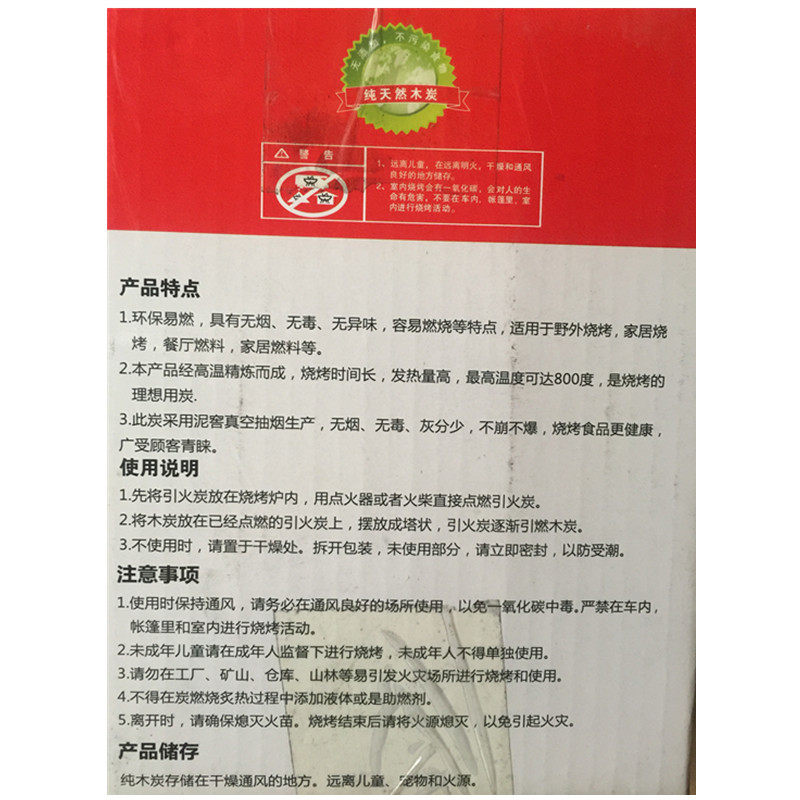 不污染食物
纯天然木炭
警 告
1、远离儿童，在远离明火，干燥和通风
良好的地方储存。
2、室内烧烤会有一氧化碳，会对人的生
命有危害，不要在车内，帐篷里，室
内进行烧烤活动。
产品特点
1.环保易燃，具有无烟、无毒、无异味，容易燃烧等特点，适用于野外烧烤，家居烧
烤，餐厅燃料，家居燃料等。
2.本产品经高温精炼而成，烧烤时间长，发热量高，最高温度可达800度，是烧烤的
理想用炭.
3.此炭采用泥窖真空抽烟生产，无烟、无毒、灰分少，不崩不爆，烧烤食品更健康，
广受顾客青睐。
使用说明
1.先将引火炭放在烧烤炉内，用点火器或者火柴直接点燃引火炭。
2.将木炭放在已经点燃的引火炭上，摆放成塔状，引火炭逐渐引燃木炭。
3.不使用时，请置于干燥处。拆开包装，未使用部分，请立即密封，以防受潮。
注意事项
1.使用时保持通风，请务必在通风良好的场所使用，以免一氧化碳中毒。严禁在车内，
帐篷里和室内进行烧烤活动。
2.未成年儿童请在成年人监督下进行烧烤，未成年人不得单独使用。
3.请勿在工厂、矿山、仓库、山林等易引发火灾场所进行烧烤和使用。
4.不得在炭燃烧炙热过程中添加液体或是助燃剂。
5.离开时，请确保熄灭火苗。烧烤结束后请将火源熄灭，以免引起火灾。
产品储存
纯木炭存储在干燥通风的地方。远离儿童、宠物和火源。